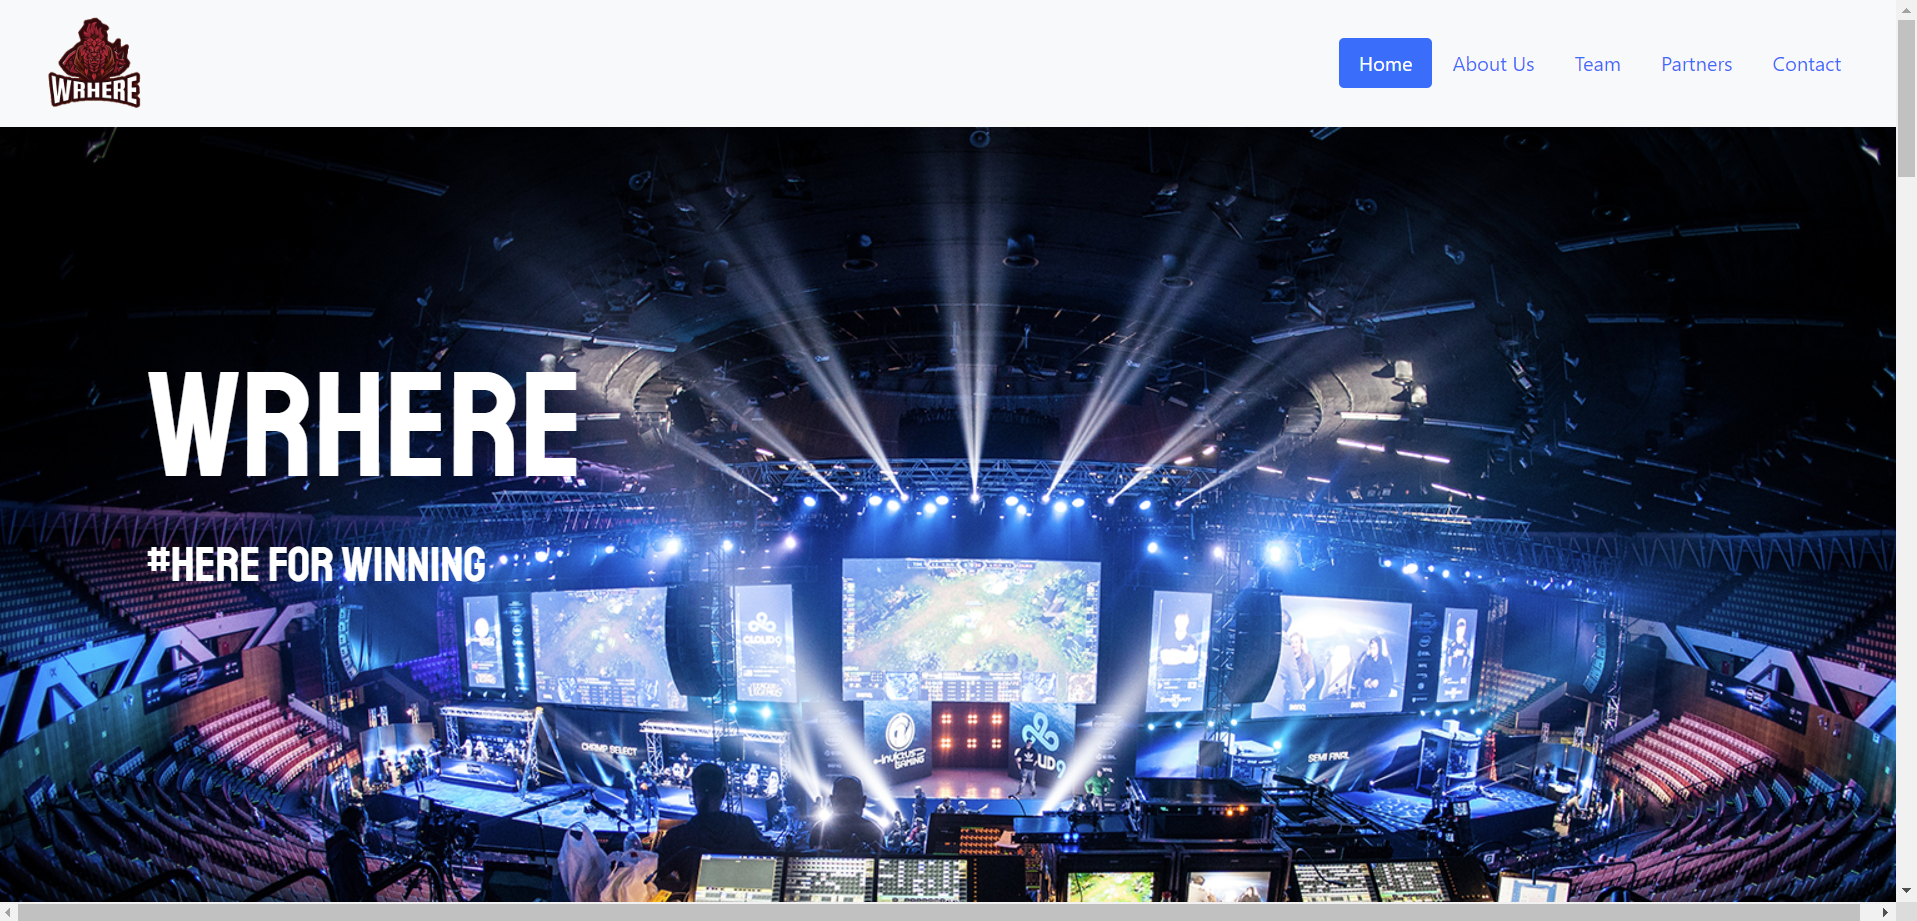 WRHERE
Home
About Us
Team
Partners
Contact
WRHERE
#HERE FOR WINNING
CLOUD9
CHAMP SELECT
INVICTUS
GAMING
SEMI FINAL